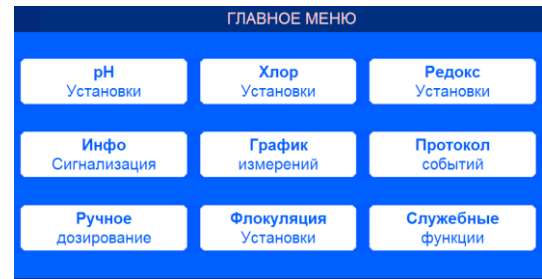 ГЛАВНОЕ МЕНЮ
pH
Установки
Хлор
Установки
Редокс
Установки
Инфо
Сигнализация
График
измерений
Протокол
событий
Ручное
дозирование
Флокуляция
Установки
Служебные
функции